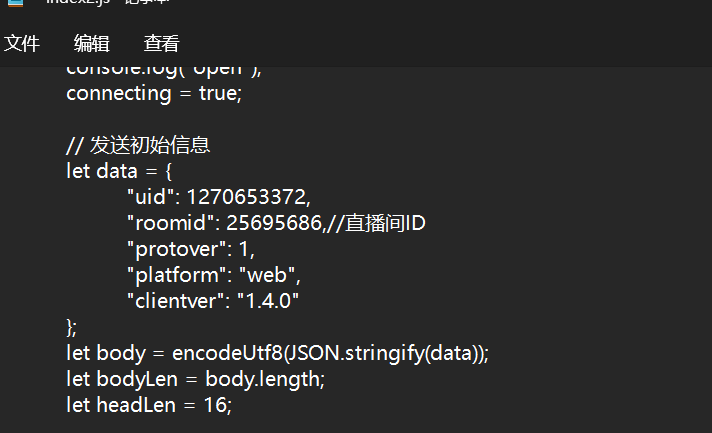 index2.js - 记事本
文件 编辑 查看
console.log("open");
connecting = true;
// 发送初始信息
let data = {
"uid": 1270653372,
"roomid": 25695686,//直播间ID
"protover": 1,
"platform": "web",
"clientver": "1.4.0"
};
let body = encodeUtf8(JSON.stringify(data));
let bodyLen = body.length;
let headLen = 16;